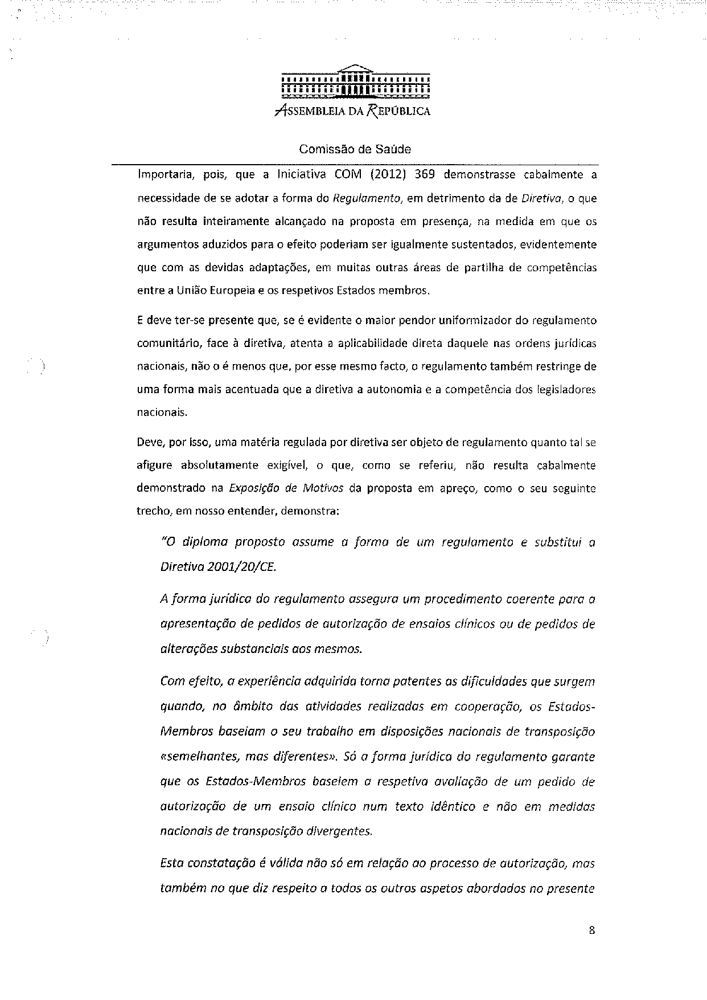 ASSEMBLEIA DA REPÚBLICA
Comissão de Saúde
Importaria, pois, que a Iniciativa COM (2012) 369 demonstrasse cabalmente a
necessidade de se adotar a forma do Regulamento, em detrimento da de Diretiva, o que
não resulta inteiramente alcançado na proposta em presença, na medida em que os
argumentos aduzidos para o efeito poderiam ser igualmente sustentados, evidentemente
que com as devidas adaptações, em muitas outras áreas de partilha de competências
entre a União Europeia e os respetivos Estados membros.
E deve ter-se presente que, se é evidente o maior pendor uniformizador do regulamento
comunitário, face à diretiva, atenta a aplicabilidade direta daquele nas ordens jurídicas
nacionais, não o é menos que, por esse mesmo facto, o regulamento também restringe de
uma forma mais acentuada que a diretiva a autonomia e a competência dos legisladores
nacionais.
Deve, por isso, uma matéria regulada por diretiva ser objeto de regulamento quanto tal se
afigure absolutamente exigível, o que, como se referiu, não resulta cabalmente
demonstrado na Exposição de Motivos da proposta em apreço, como o seu seguinte
trecho, em nosso entender, demonstra:
"O diploma proposto assume a forma de um regulamento e substitui a
Diretiva 2001/20/CE.
A forma jurídica do regulamento assegura um procedimento coerente para a
apresentação de pedidos de autorização de ensaios clínicos ou de pedidos de
alterações substanciais aos mesmos.
Com efeito, a experiência adquirida torna patentes as dificuldades que surgem
quando, no âmbito das atividades realizadas em cooperação, os Estados-
Membros baseiam o seu trabalho em disposições nacionais de transposição
«semelhantes, mas diferentes». Só a forma jurídica do regulamento garante
que os Estados-Membros baseiem a respetiva avaliação de um pedido de
autorização de um ensaio clínico num texto idêntico e não em medidas
nacionais de transposição divergentes.
Esta constatação é válida não só em relação ao processo de autorização, mas
também no que diz respeito a todos os outros aspetos abordados no presente
8